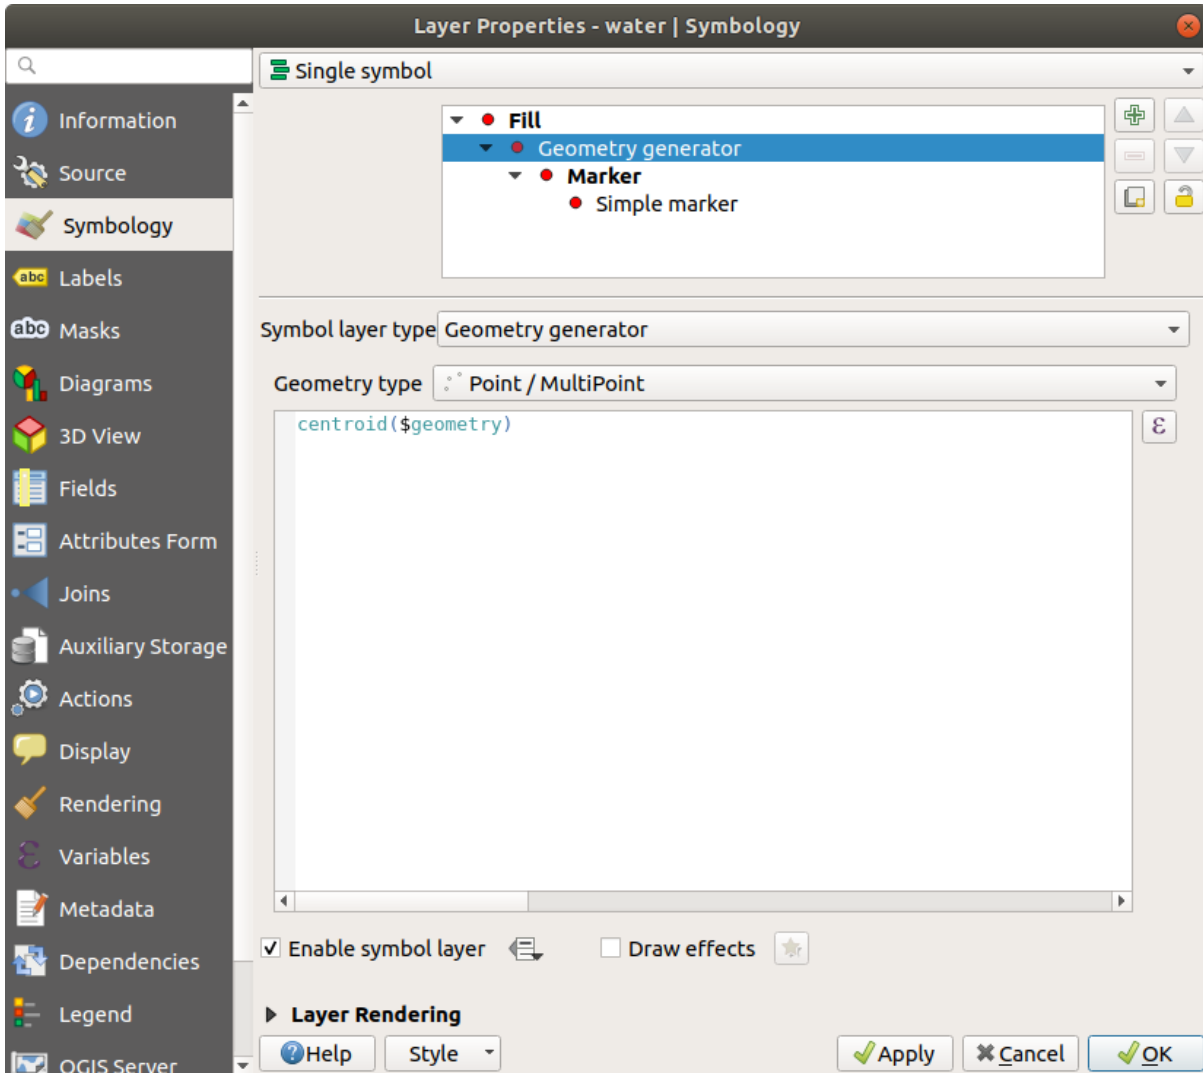 Layer Properties - water | Symbology
Single symbol
Information
Source
Symbology
Labels
Masks
Diagrams
3D View
Fields
Attributes Form
Joins
Auxiliary Storage
Actions
Display
Rendering
Variables
Metadata
Dependencies
Legend
QGIS Server
abc
abc
Fill
Geometry generator
Marker
Simple marker
Symbol layer type Geometry generator
Geometry type Point / MultiPoint
centroid($geometry)
ε
Enable symbol layer
Draw effects
Layer Rendering
Help
Style
Apply
Cancel
OK